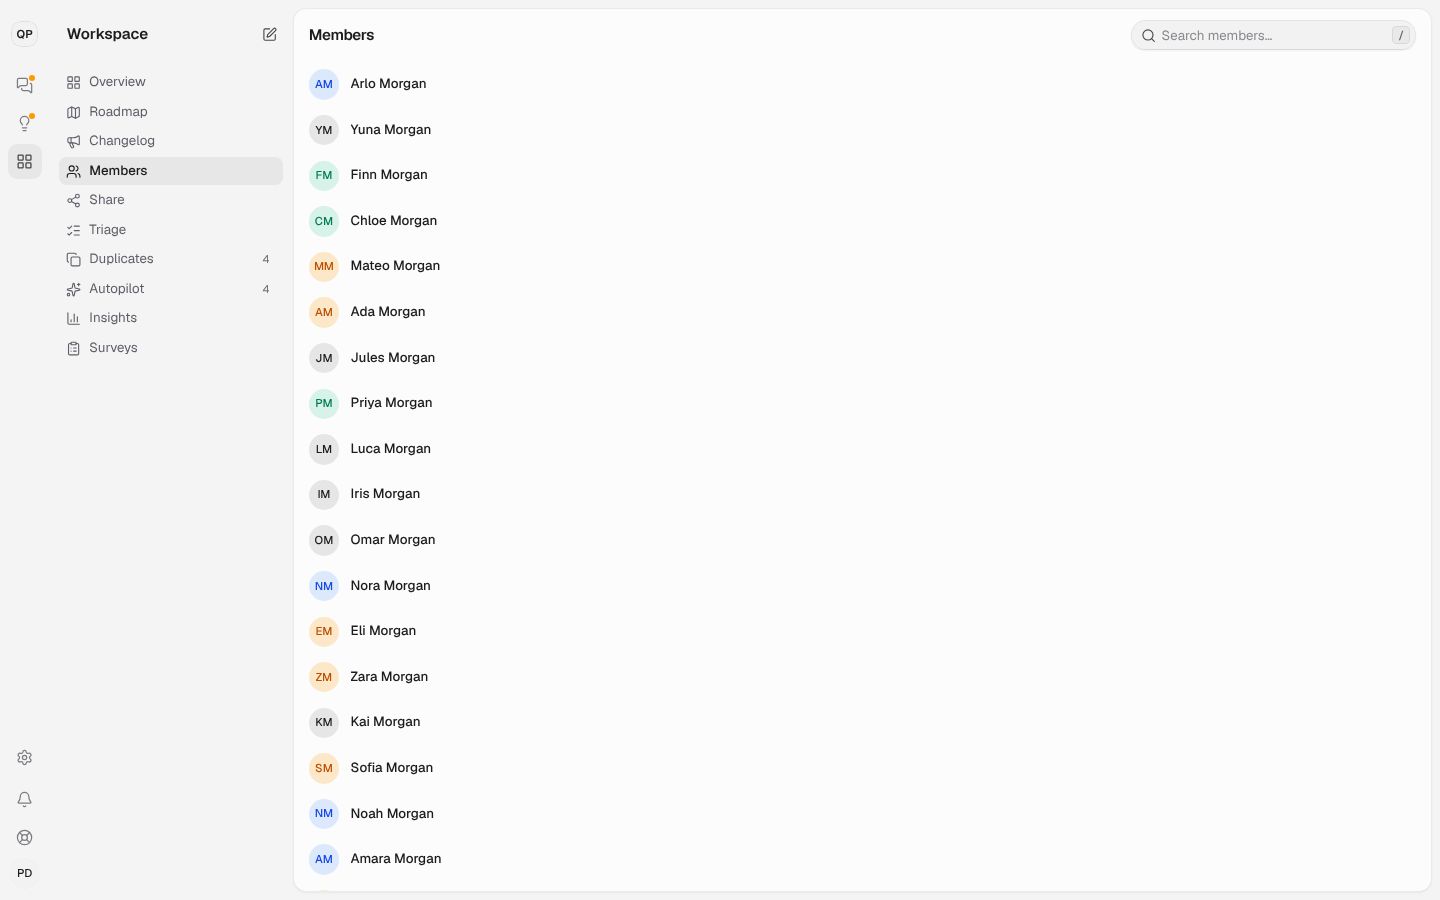 QP
Workspace
Overview
Roadmap
Changelog
Members
Share
Triage
Duplicates 4
Autopilot 4
Insights
Surveys
PD
Members
Search members...
/
AM Arlo Morgan
YM Yuna Morgan
FM Finn Morgan
CM Chloe Morgan
MM Mateo Morgan
AM Ada Morgan
JM Jules Morgan
PM Priya Morgan
LM Luca Morgan
IM Iris Morgan
OM Omar Morgan
NM Nora Morgan
EM Eli Morgan
ZM Zara Morgan
KM Kai Morgan
SM Sofia Morgan
NM Noah Morgan
AM Amara Morgan